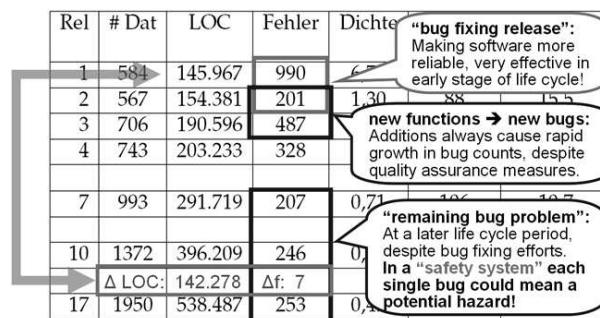 Rel # Dat LOC Fehler Dichte
1 584 145.967 990
2 567 154.381 201 1,30 88 15,5
3 706 190.596 487
4 743 203.233 328
7 993 291.719 207 0,71
10 1372 396.209 246
Δ LOC: 142.278 Δf: 7
17 1950 538.487 253
“bug fixing release”:
Making software more
reliable, very effective in
early stage of life cycle!
new functions ➔ new bugs:
Additions always cause rapid
growth in bug counts, despite
quality assurance measures.
“remaining bug problem”:
At a later life cycle period,
despite bug fixing efforts.
In a “safety system” each
single bug could mean a
potential hazard!